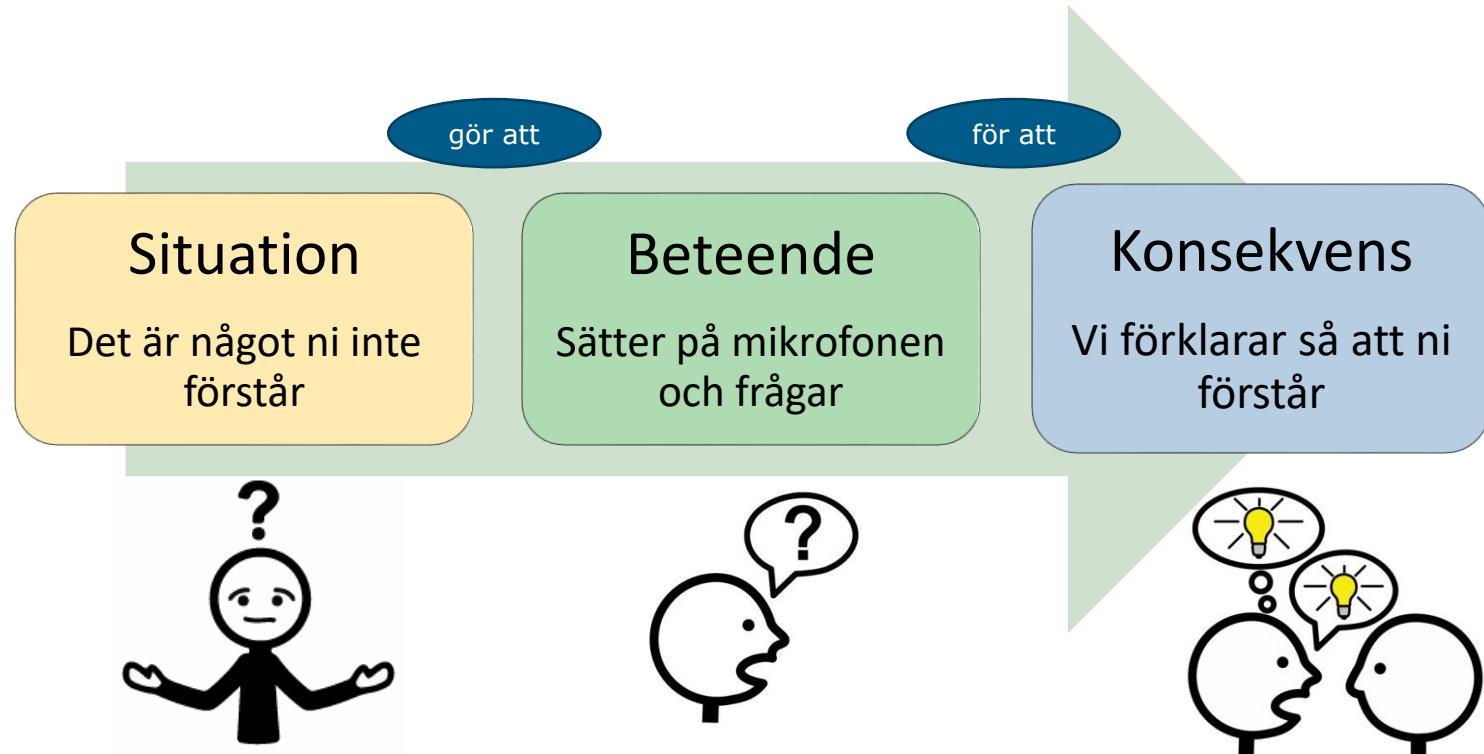 gör att
för att
Situation
Det är något ni inte
förstår
Beteende
Sätter på mikrofonen
och frågar
Konsekvens
Vi förklarar så att ni
förstår
?
?